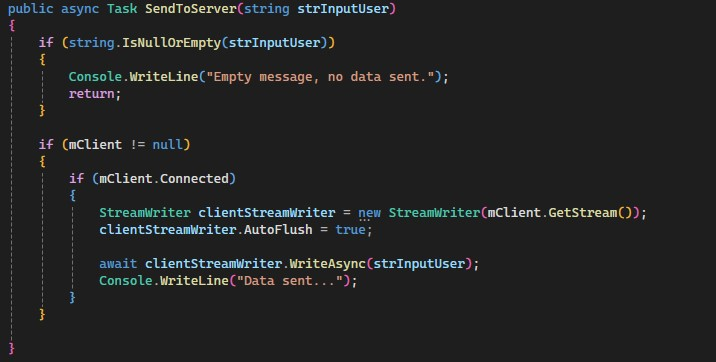 public async Task SendToServer(string strInputUser)
{
    if (string.IsNullOrEmpty(strInputUser))
    {
        Console.WriteLine("Empty message, no data sent.");
        return;
    }

    if (mClient != null)
    {
        if (mClient.Connected)
        {
            StreamWriter clientStreamWriter = new StreamWriter(mClient.GetStream());
            clientStreamWriter.AutoFlush = true;

            await clientStreamWriter.WriteAsync(strInputUser);
            Console.WriteLine("Data sent...");
        }
    }

}